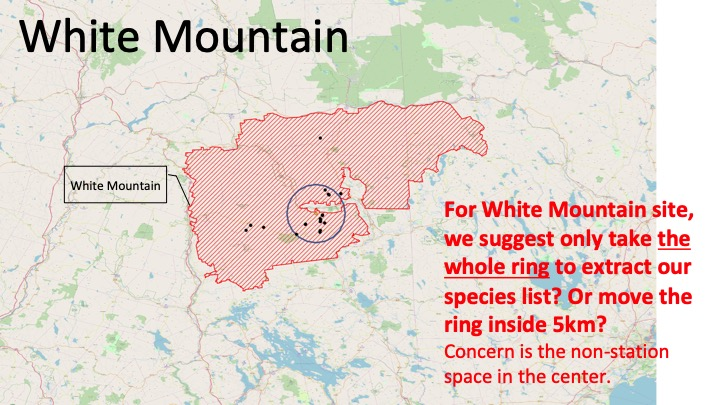 White Mountain
White Mountain
For White Mountain site,
we suggest only take the
whole ring to extract our
species list? Or move the
ring inside 5km?
Concern is the non-station
space in the center.